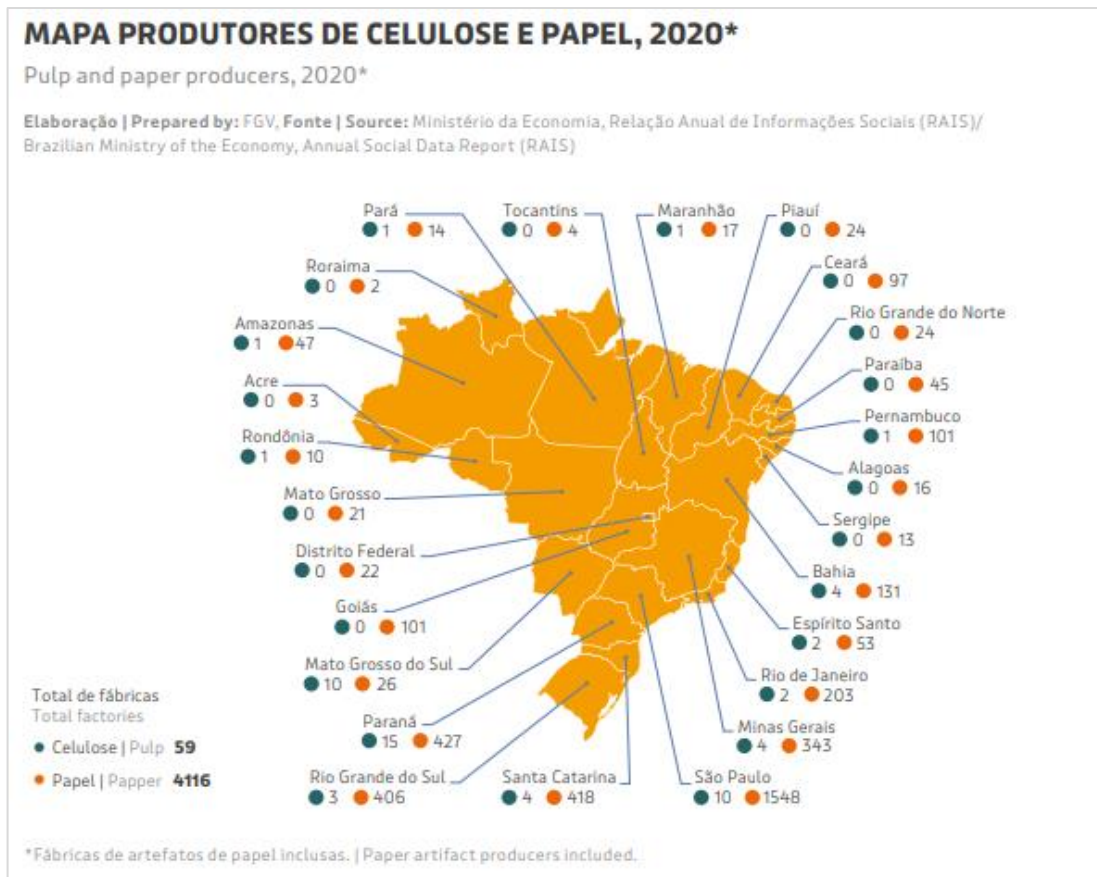 MAPA PRODUTORES DE CELULOSE E PAPEL, 2020*
Pulp and paper producers, 2020*
Elaboração | Prepared by: FGV, Fonte | Source: Ministério da Economia, Relação Anual de Informações Sociais (RAIS)/
Brazilian Ministry of the Economy, Annual Social Data Report (RAIS)
Pará
1 14
Tocantins
0 4
Maranhão
1 17
Piauí
0 24
Roraima
0 2
Ceará
0 97
Amazonas
1 47
Rio Grande do Norte
0 24
Acre
0 3
Paraíba
0 45
Rondônia
1 10
Pernambuco
1 101
Mato Grosso
0 21
Alagoas
0 16
Distrito Federal
0 22
Sergipe
0 13
Goiás
0 101
Bahia
4 131
Mato Grosso do Sul
10 26
Espírito Santo
2 53
Paraná
15 427
Rio de Janeiro
2 203
Rio Grande do Sul
3 406
Santa Catarina
4 418
São Paulo
10 1548
Minas Gerais
4 343
Total de fábricas
Total factories
Celulose | Pulp 59
Papel | Papper 4116
*Fábricas de artefatos de papel inclusas. | Paper artifact producers included.